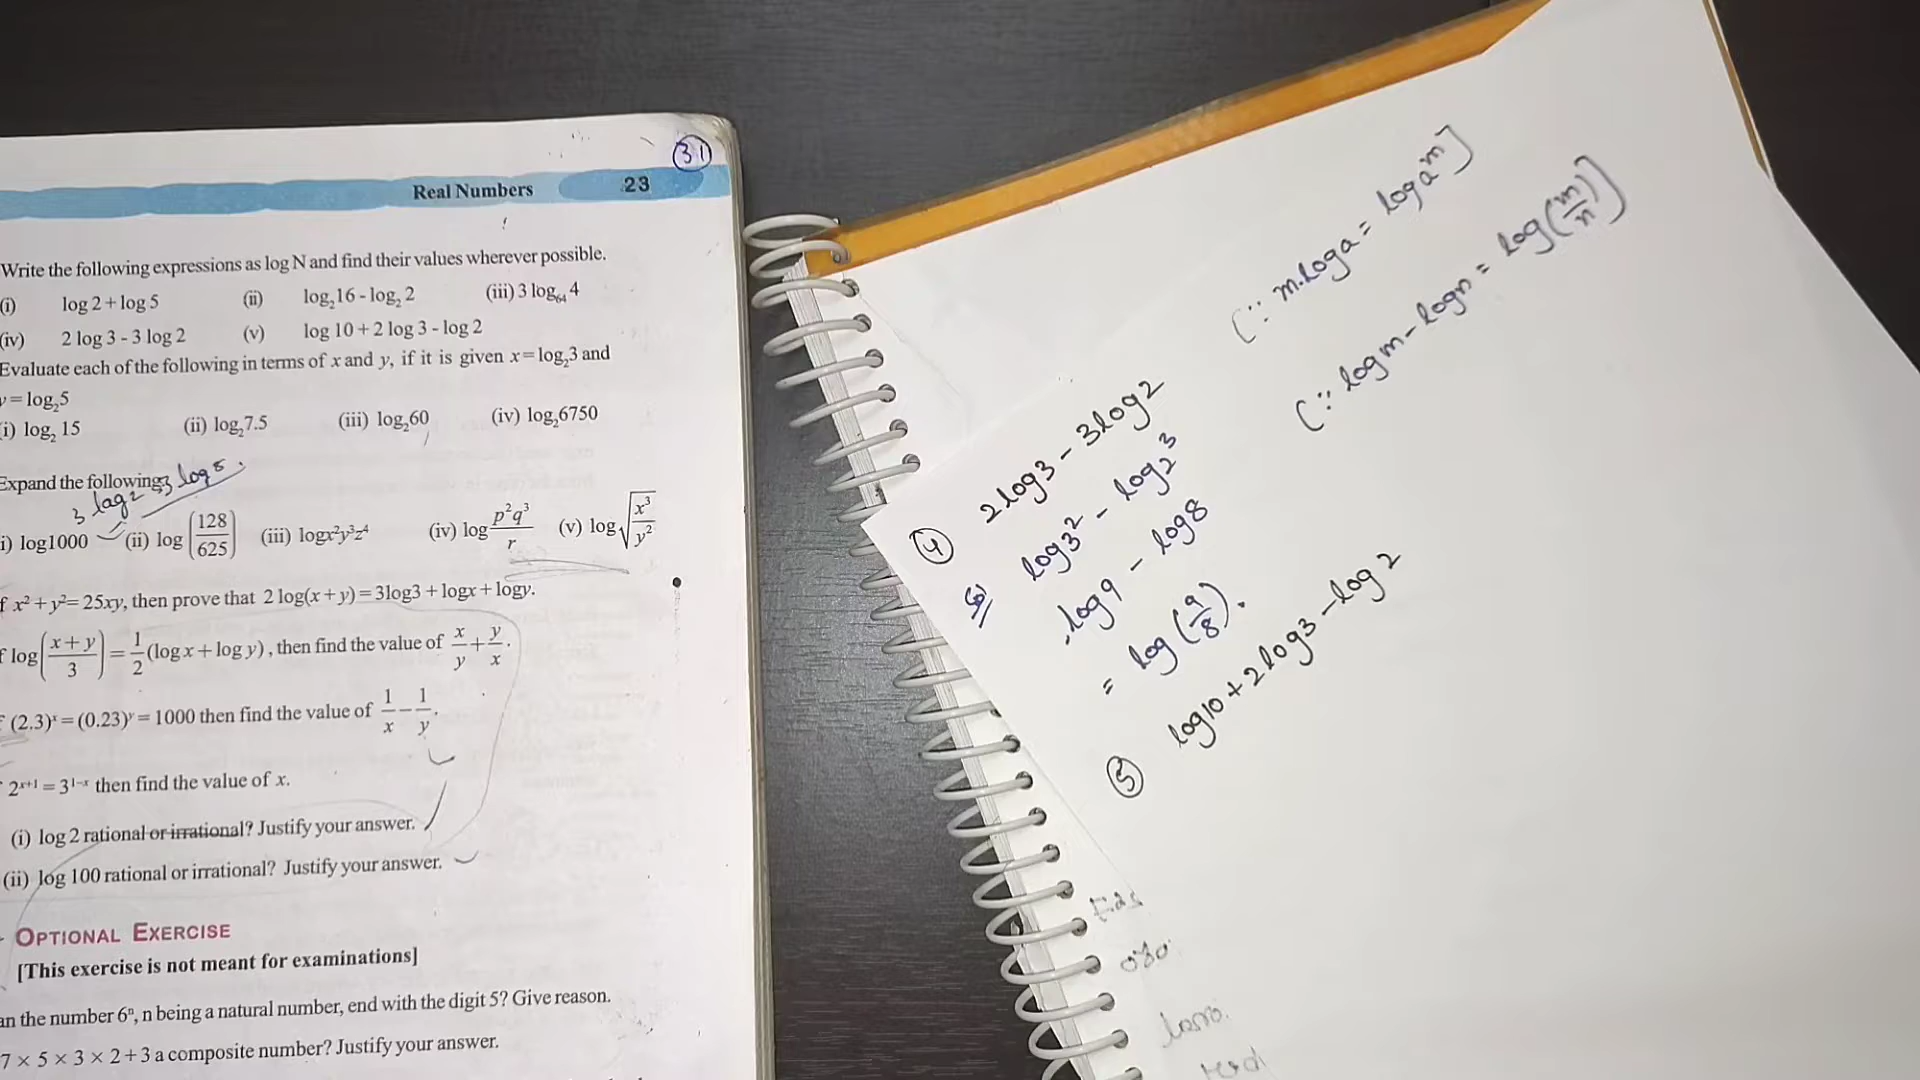 31
Real Numbers 23
Write the following expressions as log N and find their values wherever possible.
(i) log 2 + log 5 (ii) log₂16 - log₂ 2 (iii) 3 log₆₄ 4
(iv) 2 log 3 - 3 log 2 (v) log 10 + 2 log 3 - log 2
Evaluate each of the following in terms of x and y, if it is given x = log₂3 and
y = log₂5
i) log₂ 15 (ii) log₂7.5 (iii) log₂60 (iv) log₂6750
Expand the following
3 log2 + 3 log5.
i) log1000 (ii) log (128/625) (iii) logx²y³z⁴ (iv) log p²q³/r (v) log √(x³/y²)
f x² + y² = 25xy, then prove that 2 log(x + y) = 3log3 + logx + logy.
f log((x + y)/3) = 1/2 (log x + log y), then find the value of x/y + y/x.
f (2.3)ˣ = (0.23)ʸ = 1000 then find the value of 1/x − 1/y.
2ˣ⁺¹ = 3¹⁻ˣ then find the value of x.
(i) log 2 rational or irrational? Justify your answer.
(ii) log 100 rational or irrational? Justify your answer.
OPTIONAL EXERCISE
[This exercise is not meant for examinations]
an the number 6ⁿ, n being a natural number, end with the digit 5? Give reason.
7 × 5 × 3 × 2 + 3 a composite number? Justify your answer.
4 2log3 - 3log2
Sol log3² - log2³ (∵ m.loga = logaᵐ]
log9 - log8
= log(9/8). (∵ logm - logn = log(m/n)]
5 log10 + 2log3 - log2